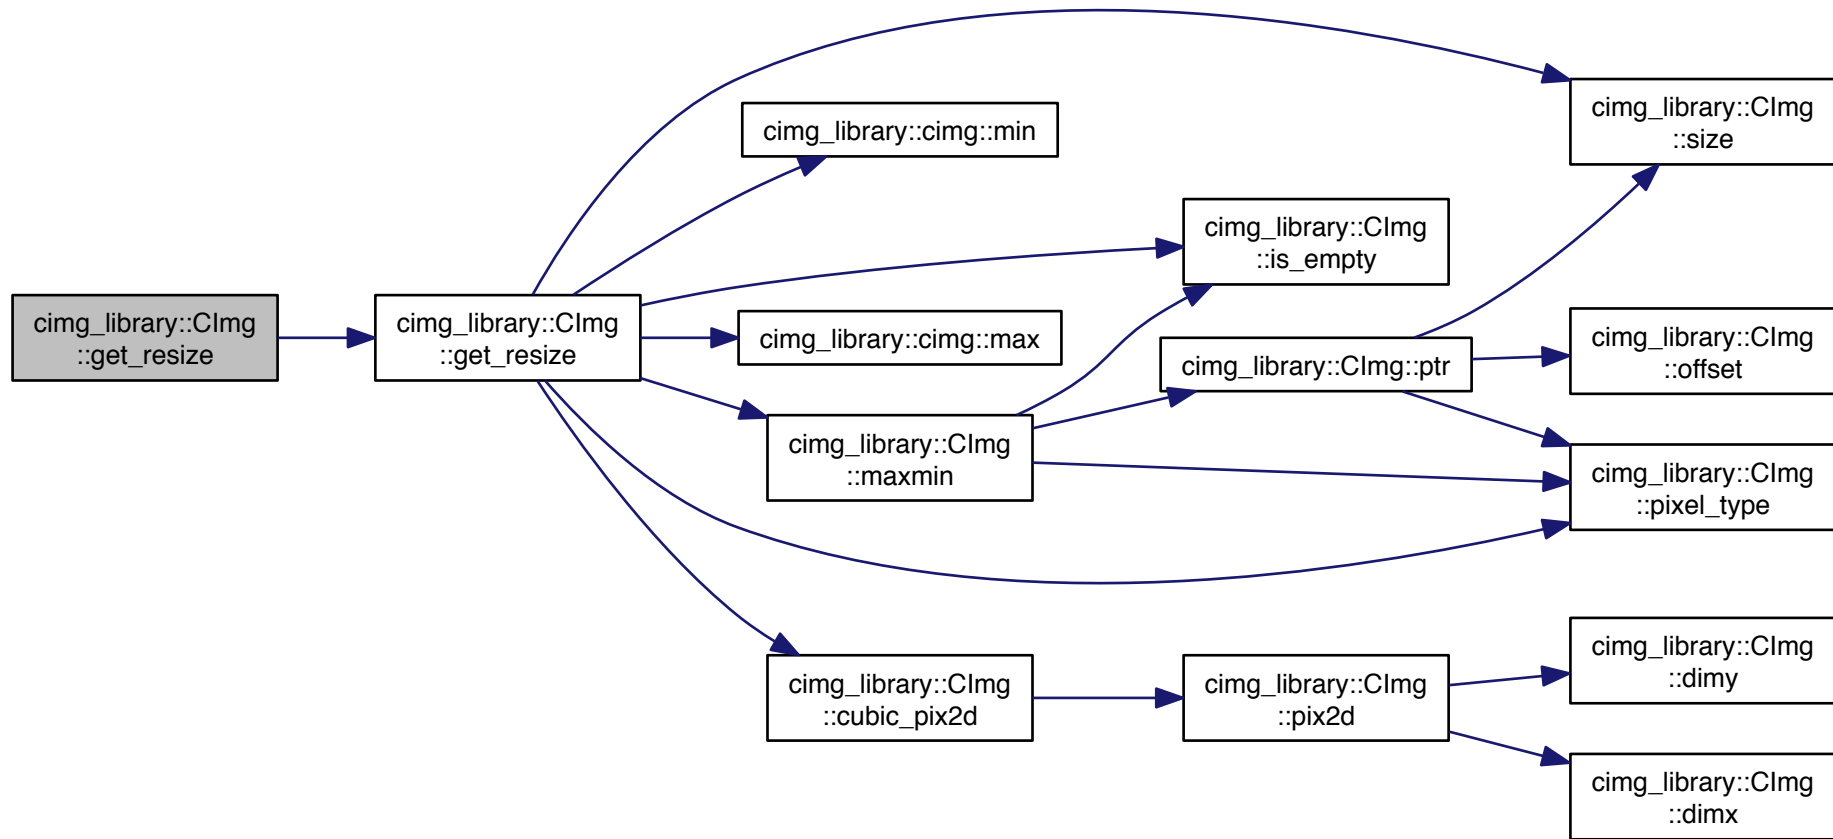 cimg_library::CImg
::get_resize
cimg_library::CImg
::get_resize
cimg_library::cimg::min
cimg_library::CImg
::is_empty
cimg_library::cimg::max
cimg_library::CImg
::maxmin
cimg_library::CImg::ptr
cimg_library::CImg
::cubic_pix2d
cimg_library::CImg
::pix2d
cimg_library::CImg
::size
cimg_library::CImg
::offset
cimg_library::CImg
::pixel_type
cimg_library::CImg
::dimy
cimg_library::CImg
::dimx